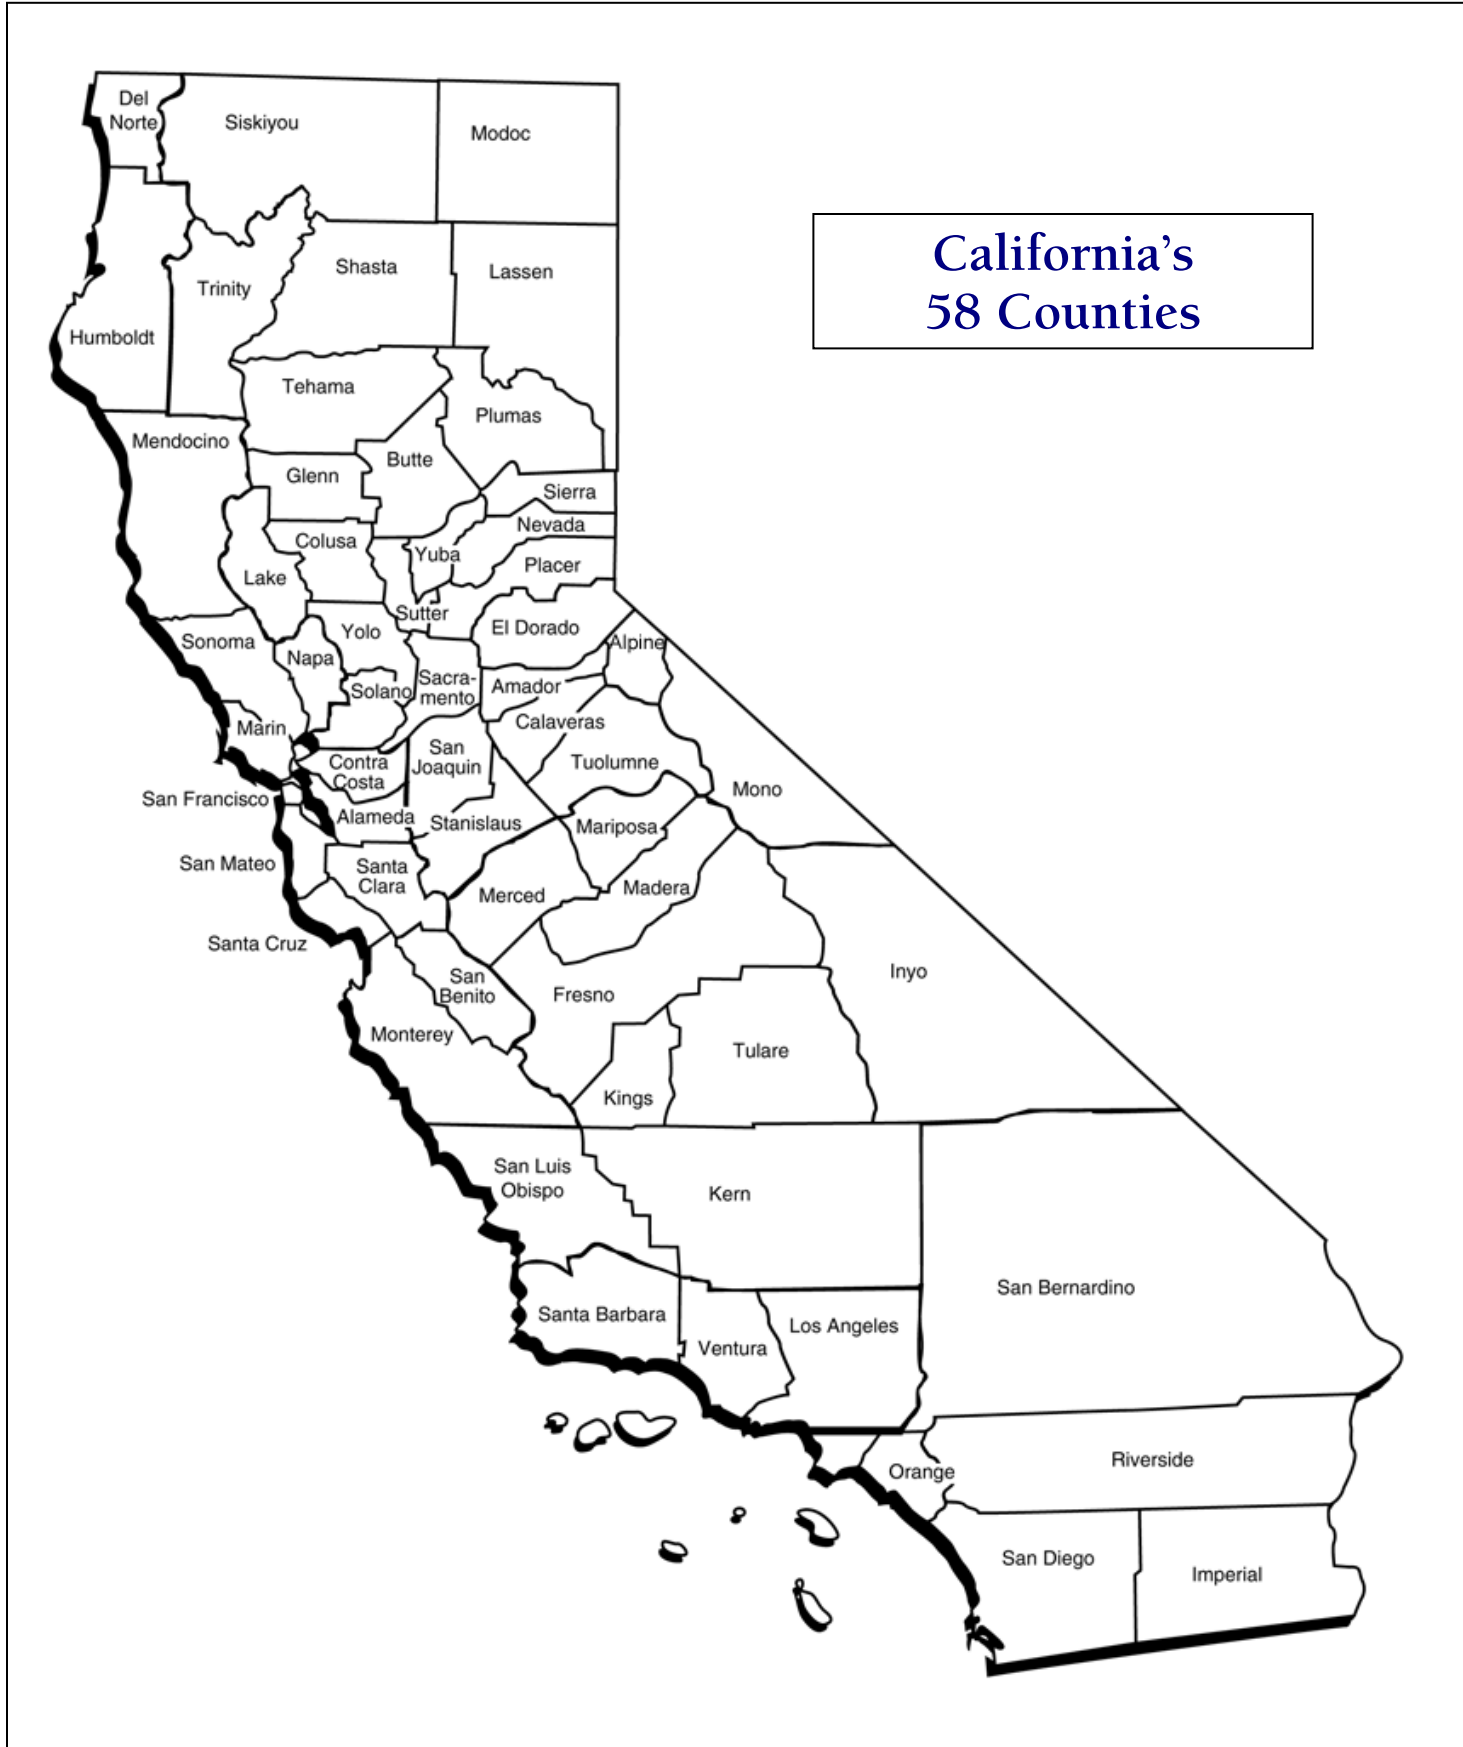 California’s
58 Counties
Del
Norte
Siskiyou
Modoc
Shasta
Lassen
Trinity
Humboldt
Tehama
Plumas
Mendocino
Butte
Glenn
Sierra
Nevada
Colusa
Yuba
Placer
Lake
Sutter
El Dorado
Yolo
Sonoma
Alpine
Napa
Sacra-
mento
Solano
Amador
Calaveras
Marin
San
Joaquin
Contra
Costa
Tuolumne
Mono
San Francisco
Alameda
Stanislaus
Mariposa
San Mateo
Santa
Clara
Merced
Madera
Santa Cruz
Inyo
San
Benito
Fresno
Monterey
Tulare
Kings
San Luis
Obispo
Kern
San Bernardino
Santa Barbara
Los Angeles
Ventura
Riverside
Orange
San Diego
Imperial